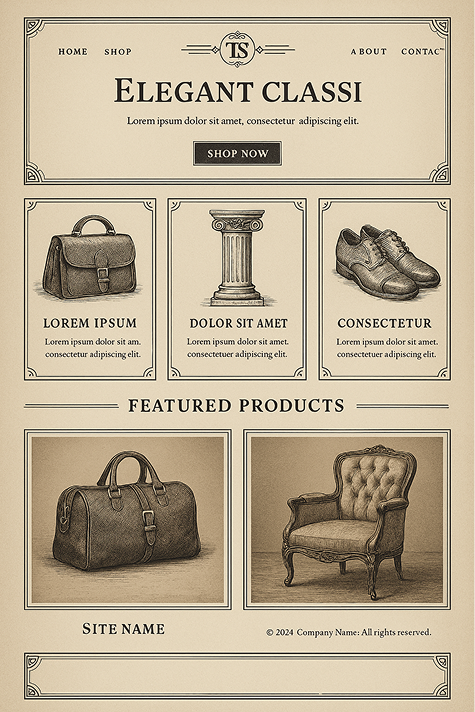 HOME SHOP TS ABOUT CONTAC
ELEGANT CLASSI
Lorem ipsum dolor sit amet, consectetur adipiscing elit.
SHOP NOW
LOREM IPSUM
Lorem ipsum dolor sit am.
consectetur adipiscing elit.
DOLOR SIT AMET
Lorem ipsum dolor sit amet.
consectetuer adipiscing elit.
CONSECTETUR
Lorem ipsum dolor sit amet.
consectetuer adipiscing elit.
FEATURED PRODUCTS
SITE NAME
© 2024 Company Name: All rights reserved.